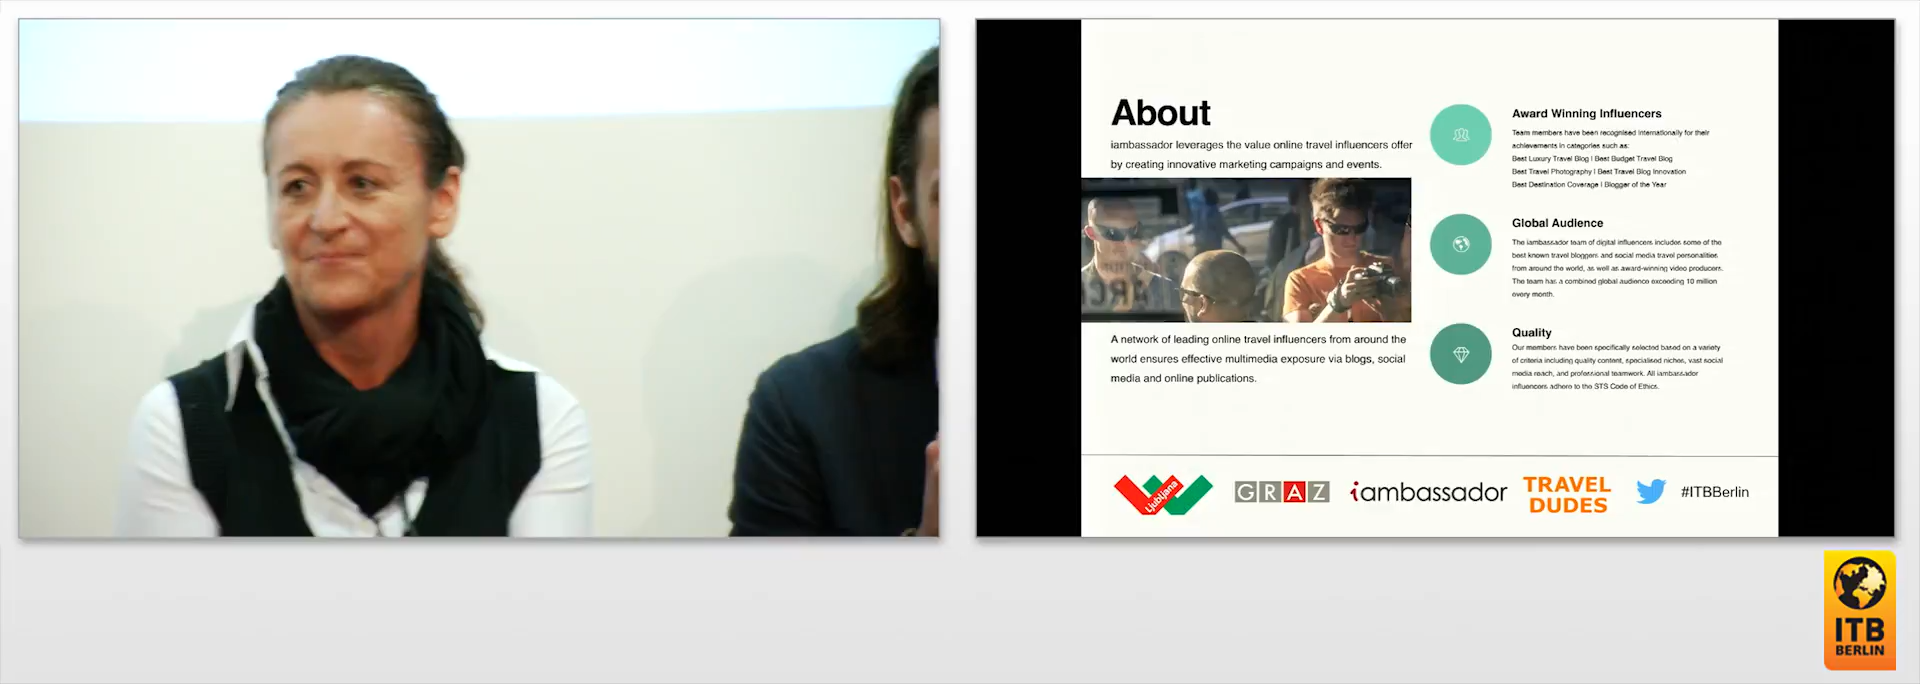 About
iambassador leverages the value online travel influencers offer
by creating innovative marketing campaigns and events.
A network of leading online travel influencers from around the
world ensures effective multimedia exposure via blogs, social
media and online publications.
Award Winning Influencers
Team members have been recognised internationally for their
achievements in categories such as:
Best Luxury Travel Blog | Best Budget Travel Blog
Best Travel Photography | Best Travel Blog Innovation
Best Destination Coverage | Blogger of the Year
Global Audience
The iambassador team of digital influencers includes some of the
best known travel bloggers and social media travel personalities
from around the world, as well as award-winning video producers.
The team has a combined global audience exceeding 10 million
every month.
Quality
Our members have been specifically selected based on a variety
of criteria including quality content, specialised niches, vast social
media reach, and professional teamwork. All iambassador
influencers adhere to the STS Code of Ethics.
Ljubljana
GRAZ
iambassador
TRAVEL
DUDES
#ITBBerlin
ITB
BERLIN